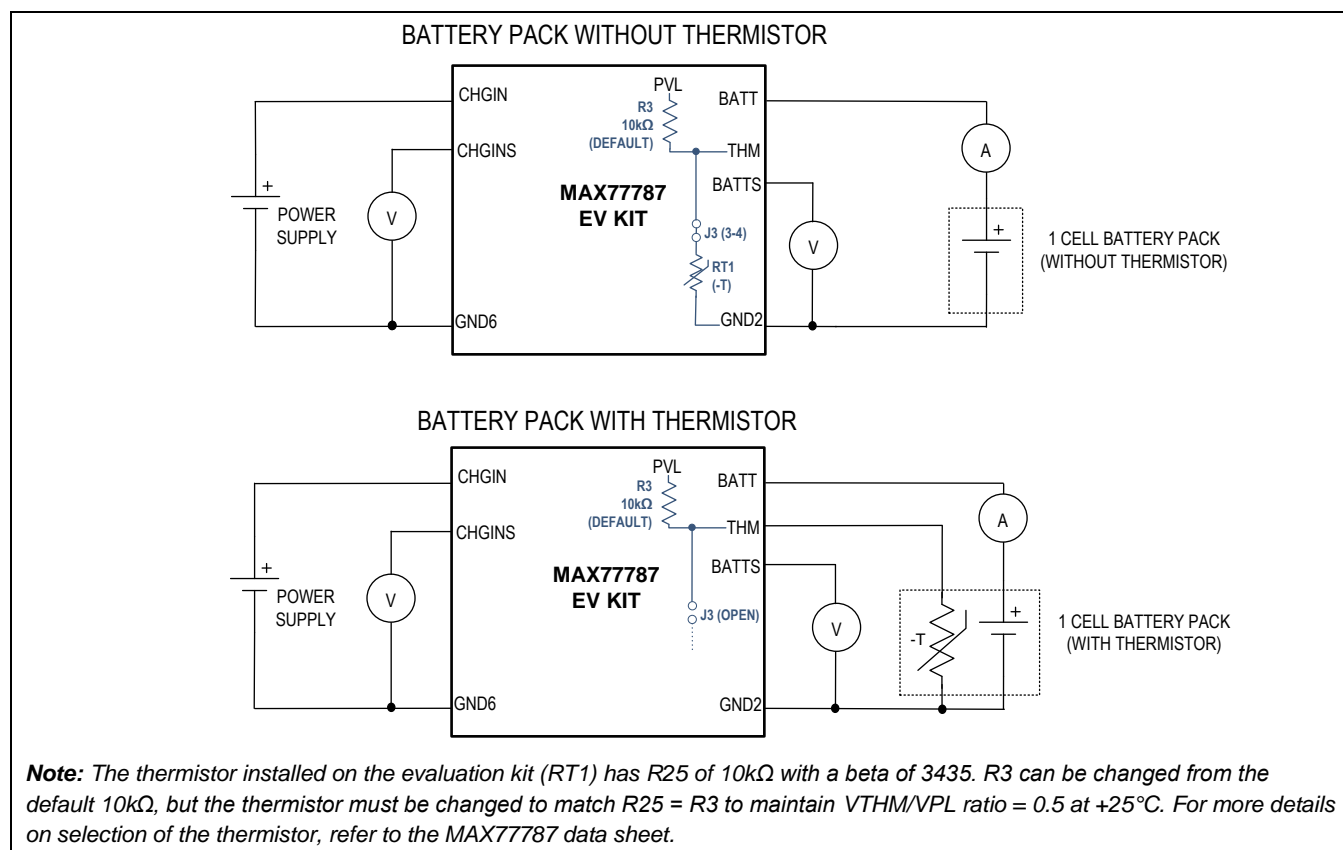 BATTERY PACK WITHOUT THERMISTOR
CHGIN
PVL
BATT
R3
10kΩ
(DEFAULT)
CHGINS
THM
A
BATTS
MAX77787
EV KIT
+
POWER
SUPPLY
V
J3 (3-4)
V
+
1 CELL BATTERY PACK
(WITHOUT THERMISTOR)
RT1
(-T)
GND6
GND2
BATTERY PACK WITH THERMISTOR
CHGIN
PVL
BATT
R3
10kΩ
(DEFAULT)
CHGINS
THM
A
BATTS
MAX77787
EV KIT
+
POWER
SUPPLY
V
J3 (OPEN)
V
-T
+
1 CELL BATTERY PACK
(WITH THERMISTOR)
GND6
GND2
Note: The thermistor installed on the evaluation kit (RT1) has R25 of 10kΩ with a beta of 3435. R3 can be changed from the
default 10kΩ, but the thermistor must be changed to match R25 = R3 to maintain VTHM/VPL ratio = 0.5 at +25°C. For more details
on selection of the thermistor, refer to the MAX77787 data sheet.